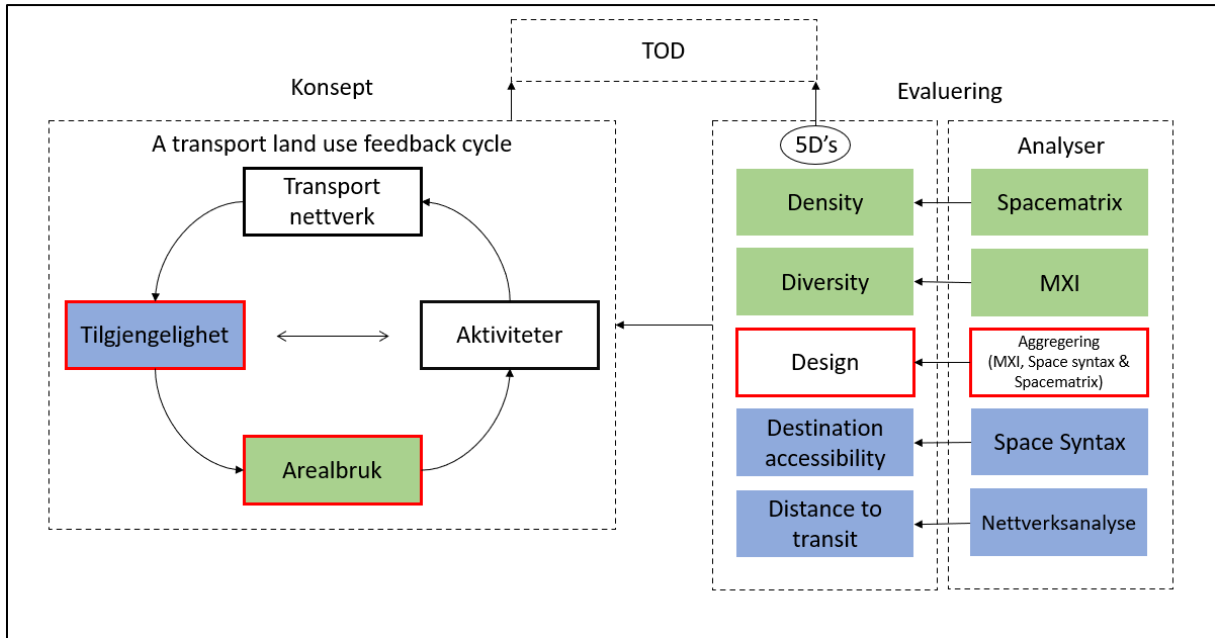 TOD
Konsept
Evaluering
A transport land use feedback cycle
Transport
nettverk
Tilgjengelighet
Aktiviteter
Arealbruk
5D's
Density
Diversity
Design
Destination
accessibility
Distance to
transit
Analyser
Spacematrix
MXI
Aggregering
(MXI, Space syntax &
Spacematrix)
Space Syntax
Nettverksanalyse